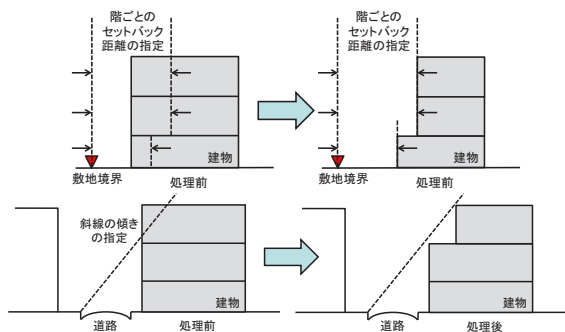 階ごとの
セットバック
距離の指定
階ごとの
セットバック
距離の指定
建物
建物
敷地境界
処理前
敷地境界
処理前
斜線の傾き
の指定
建物
建物
道路
処理前
道路
処理後